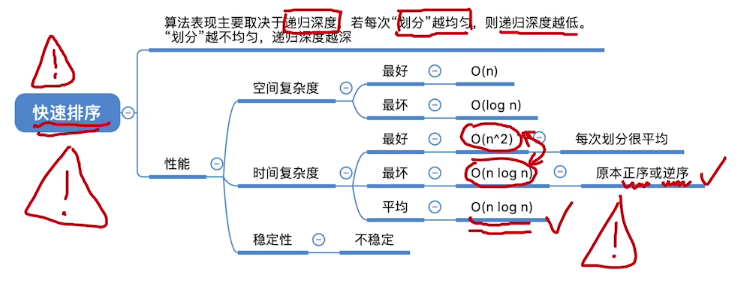 算法表现主要取决于递归深度，若每次“划分”越均匀，则递归深度越低。
“划分”越不均匀，递归深度越深
快速排序
性能
空间复杂度
最好
O(n)
最坏
O(log n)
时间复杂度
最好
O(n^2)
每次划分很平均
最坏
O(n log n)
原本正序或逆序
平均
O(n log n)
稳定性
不稳定